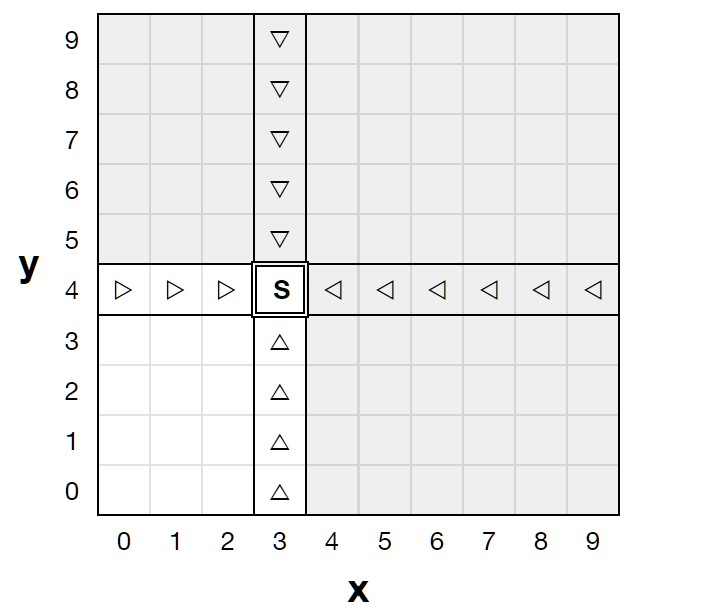 9 ▽
8 ▽
7 ▽
6 ▽
5 ▽
y
4 ▷ ▷ ▷ S ◁ ◁ ◁ ◁ ◁ ◁
3 △
2 △
1 △
0 △
0 1 2 3 4 5 6 7 8 9
x